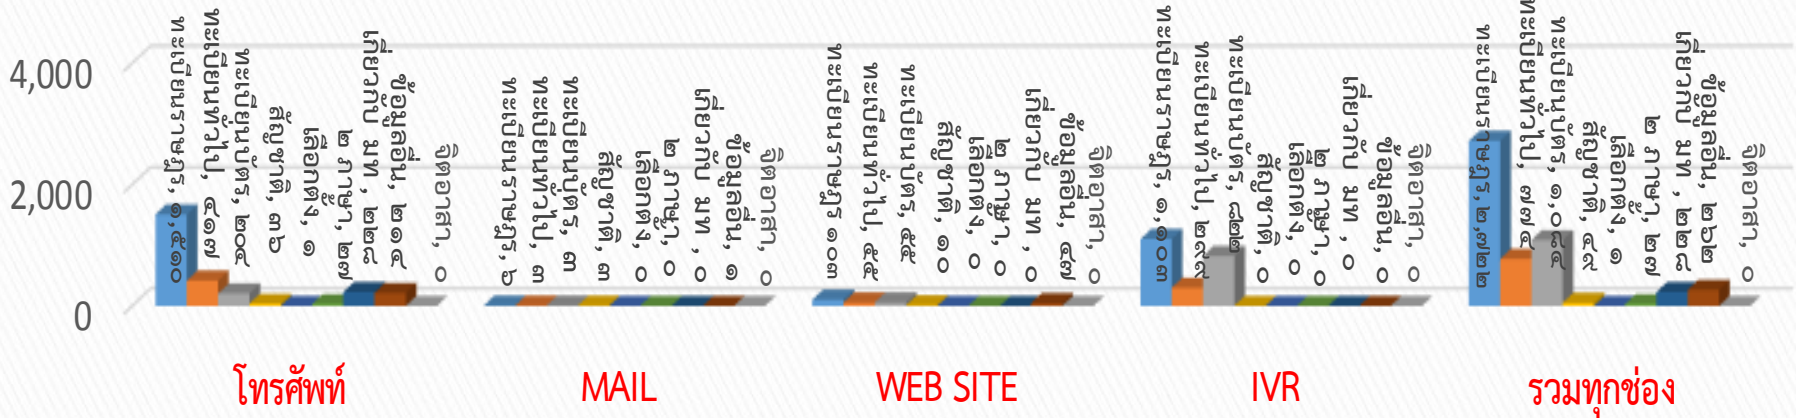 4,000
2,000
0
ทะเบียนราษฎร, ๑,๕๑๐
ทะเบียนทั่วไป, ๔๑๗
ทะเบียนบัตร, ๒๐๔
สัญชาติ, ๓๖
เลือกตั้ง, ๑
๒ ภาษา, ๒๗
เกี่ยวกับ มท , ๒๒๘
ข้อมูลอื่น, ๒๑๔
จิตอาสา, ๐
โทรศัพท์
ทะเบียนราษฎร, ๖
ทะเบียนทั่วไป, ๓
ทะเบียนบัตร, ๓
สัญชาติ, ๓
เลือกตั้ง, ๐
๒ ภาษา, ๐
เกี่ยวกับ มท , ๐
ข้อมูลอื่น, ๑
จิตอาสา, ๐
MAIL
ทะเบียนราษฎร ๑๐๓
ทะเบียนทั่วไป, ๕๕
ทะเบียนบัตร, ๕๕
สัญชาติ, ๑๐
เลือกตั้ง, ๐
๒ ภาษา, ๐
เกี่ยวกับ มท , ๐
ข้อมูลอื่น, ๔๗
จิตอาสา, ๐
WEB SITE
ทะเบียนราษฎร, ๑,๑๐๓
ทะเบียนทั่วไป, ๒๙๙
ทะเบียนบัตร, ๘๒๒
สัญชาติ, ๐
เลือกตั้ง, ๐
๒ ภาษา, ๐
เกี่ยวกับ มท , ๐
ข้อมูลอื่น, ๐
จิตอาสา, ๐
IVR
ทะเบียนราษฎร, ๒,๗๒๒
ทะเบียนทั่วไป, ๗๗๔
ทะเบียนบัตร, ๑,๐๘๔
สัญชาติ, ๔๙
เลือกตั้ง, ๑
๒ ภาษา, ๒๗
เกี่ยวกับ มท , ๒๒๘
ข้อมูลอื่น, ๒๖๒
จิตอาสา, ๐
รวมทุกช่อง